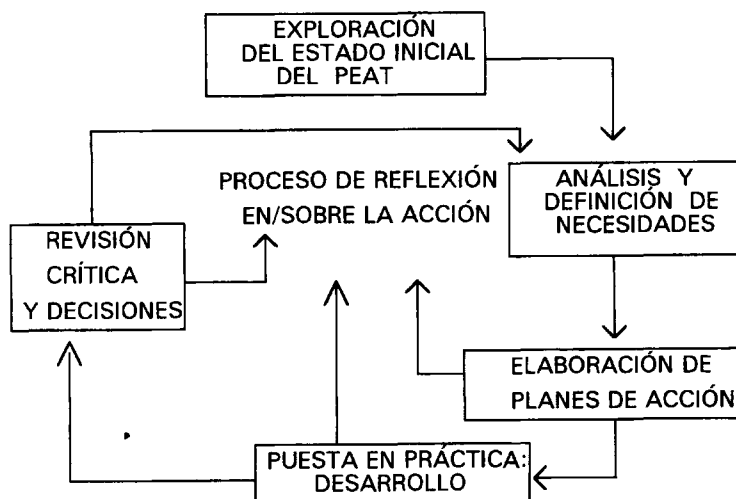 EXPLORACIÓN
DEL ESTADO INICIAL
DEL PEAT
PROCESO DE REFLEXIÓN
EN/SOBRE LA ACCIÓN
ANÁLISIS Y
DEFINICIÓN DE
NECESIDADES
REVISIÓN
CRÍTICA
Y DECISIONES
ELABORACIÓN DE
PLANES DE ACCIÓN
PUESTA EN PRÁCTICA:
DESARROLLO